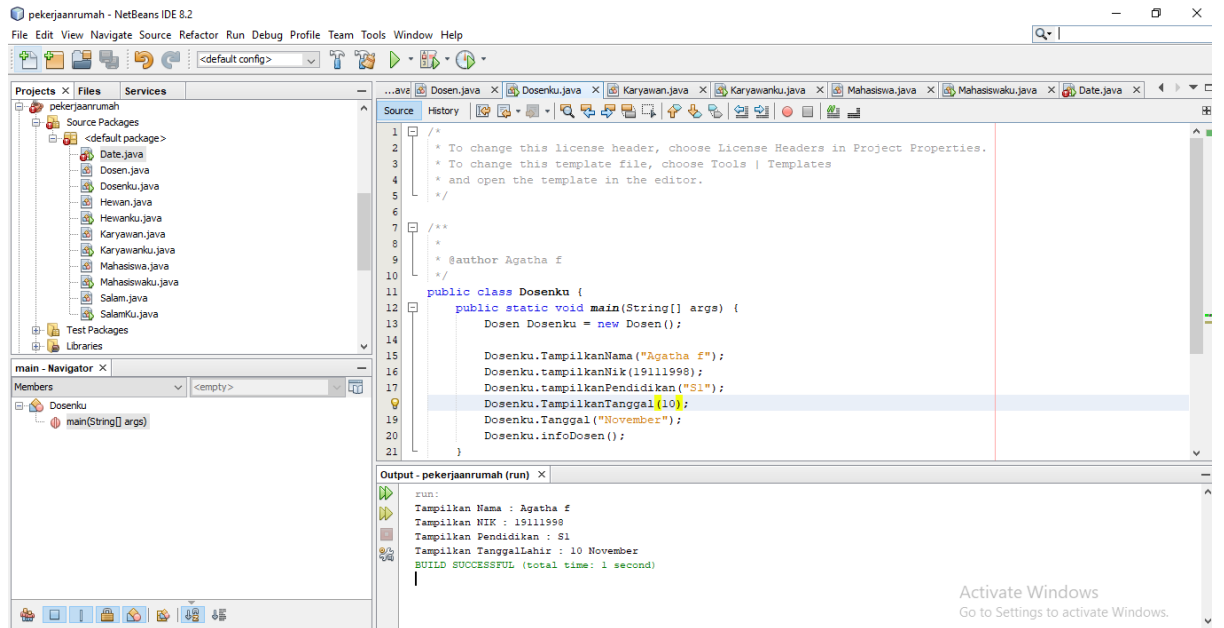 pekerjaanrumah - NetBeans IDE 8.2
File Edit View Navigate Source Refactor Run Debug Profile Team Tools Window Help
<default config>
Projects Files Services
pekerjaanrumah
Source Packages
<default package>
Date.java
Dosen.java
Dosenku.java
Hewan.java
Hewanku.java
Karyawan.java
Karyawanku.java
Mahasiswa.java
Mahasiswaku.java
Salam.java
SalamKu.java
Test Packages
Libraries
main - Navigator
Members <empty>
Dosenku
main(String[] args)
...ava Dosen.java Dosenku.java Karyawan.java Karyawanku.java Mahasiswa.java Mahasiswaku.java Date.java
Source History
1 /*
2 * To change this license header, choose License Headers in Project Properties.
3 * To change this template file, choose Tools | Templates
4 * and open the template in the editor.
5 */
6
7 /**
8 *
9 * @author Agatha f
10 */
11 public class Dosenku {
12 public static void main(String[] args) {
13 Dosen Dosenku = new Dosen();
14
15 Dosenku.TampilkanNama("Agatha f");
16 Dosenku.tampilkanNik(19111998);
17 Dosenku.tampilkanPendidikan("S1");
Dosenku.TampilkanTanggal(10);
19 Dosenku.Tanggal("November");
20 Dosenku.infoDosen();
21 }
Output - pekerjaanrumah (run)
run:
Tampilkan Nama : Agatha f
Tampilkan NIK : 19111998
Tampilkan Pendidikan : S1
Tampilkan TanggalLahir : 10 November
BUILD SUCCESSFUL (total time: 1 second)
Activate Windows
Go to Settings to activate Windows.